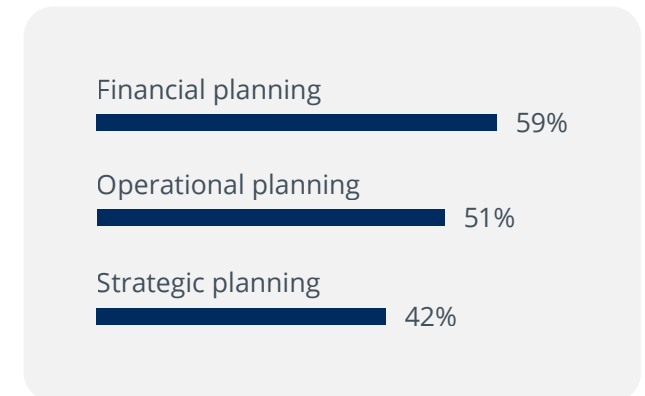 Financial planning
59%
Operational planning
51%
Strategic planning
42%